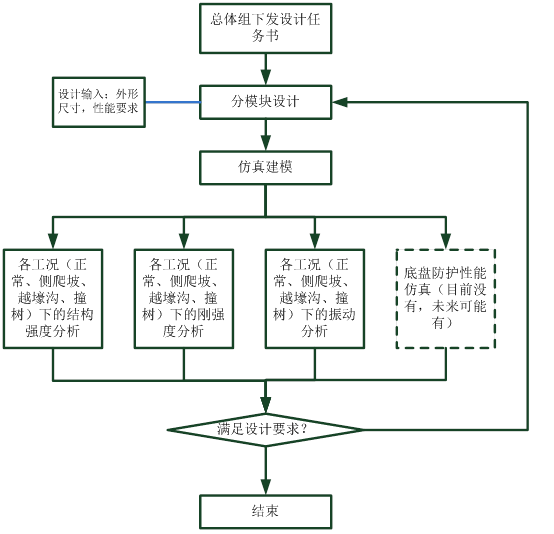 总体组下发设计任
务书
设计输入：外形
尺寸，性能要求
分模块设计
仿真建模
各工况（正
常、侧爬坡、
越壕沟、撞
树）下的结构
强度分析
各工况（正
常、侧爬坡、
越壕沟、撞
树）下的刚强
度分析
各工况（正
常、侧爬坡、
越壕沟、撞
树）下的振动
分析
底盘防护性能
仿真（目前没
有，未来可能
有）
满足设计要求？
结束